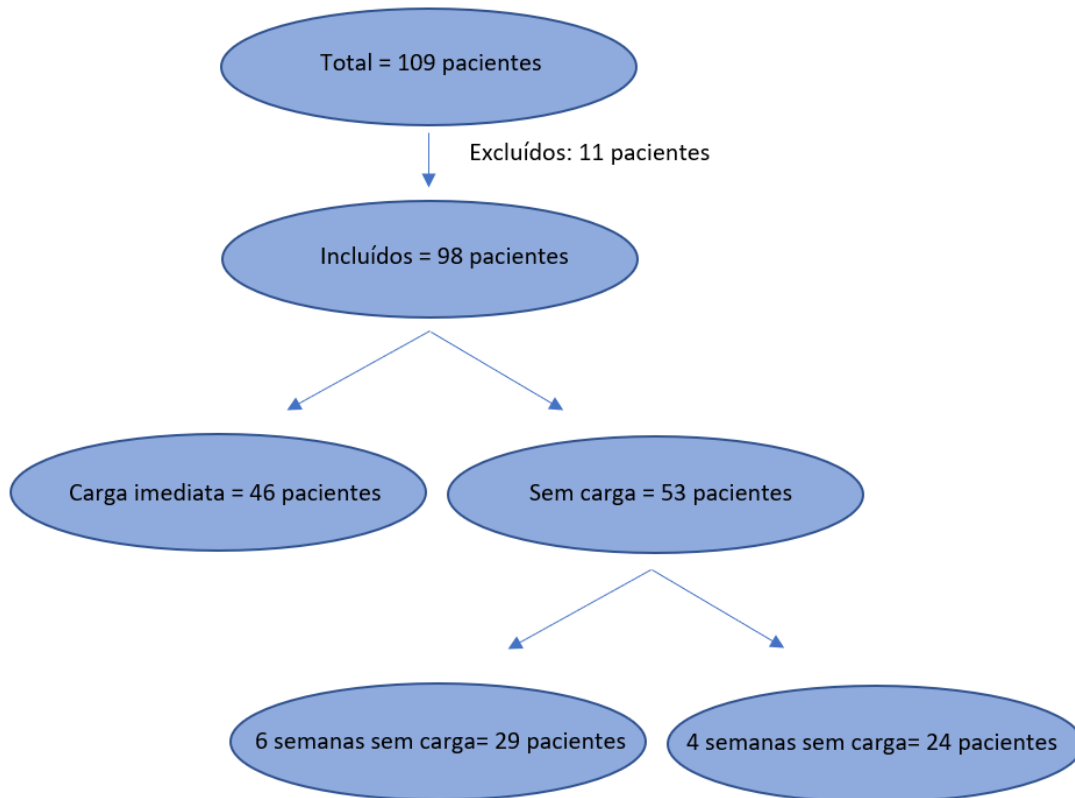 Total = 109 pacientes
Excluídos: 11 pacientes
Incluídos = 98 pacientes
Carga imediata = 46 pacientes
Sem carga = 53 pacientes
6 semanas sem carga= 29 pacientes
4 semanas sem carga= 24 pacientes